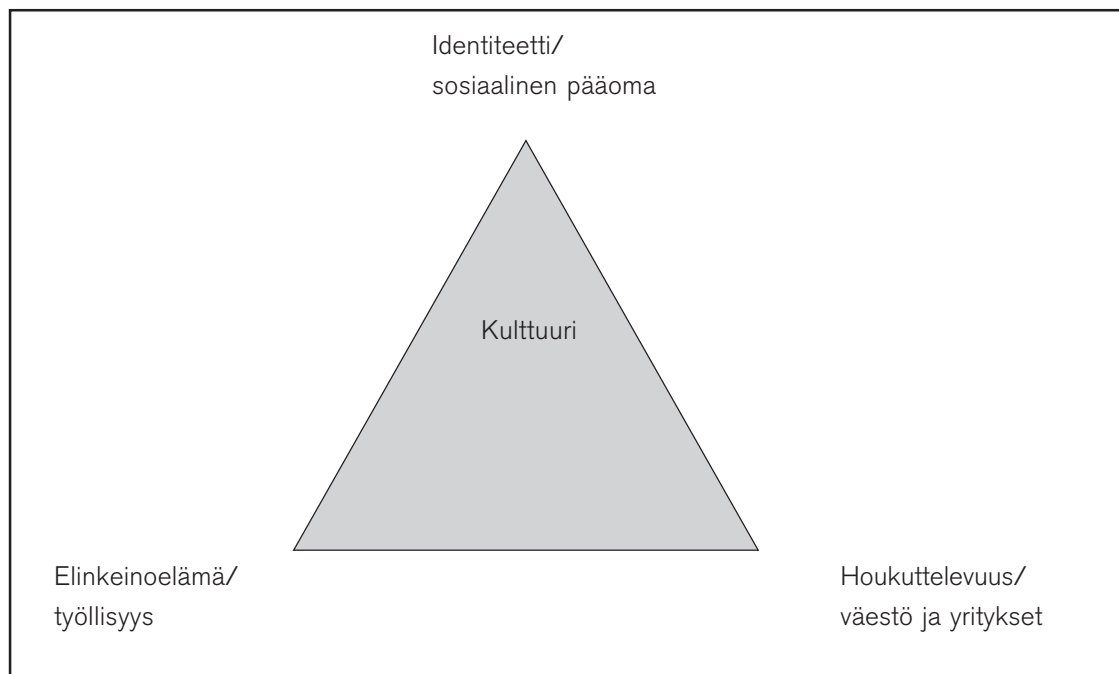 Identiteetti/
sosiaalinen pääoma
Kulttuuri
Elinkeinoelämä/
työllisyys
Houkuttelevuus/
väestö ja yritykset